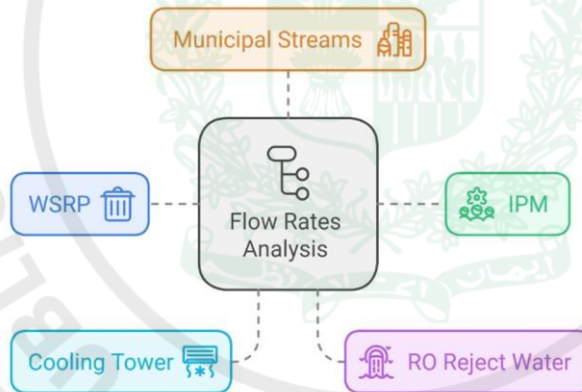 Municipal Streams
WSRP
Flow Rates
Analysis
IPM
Cooling Tower
RO Reject Water